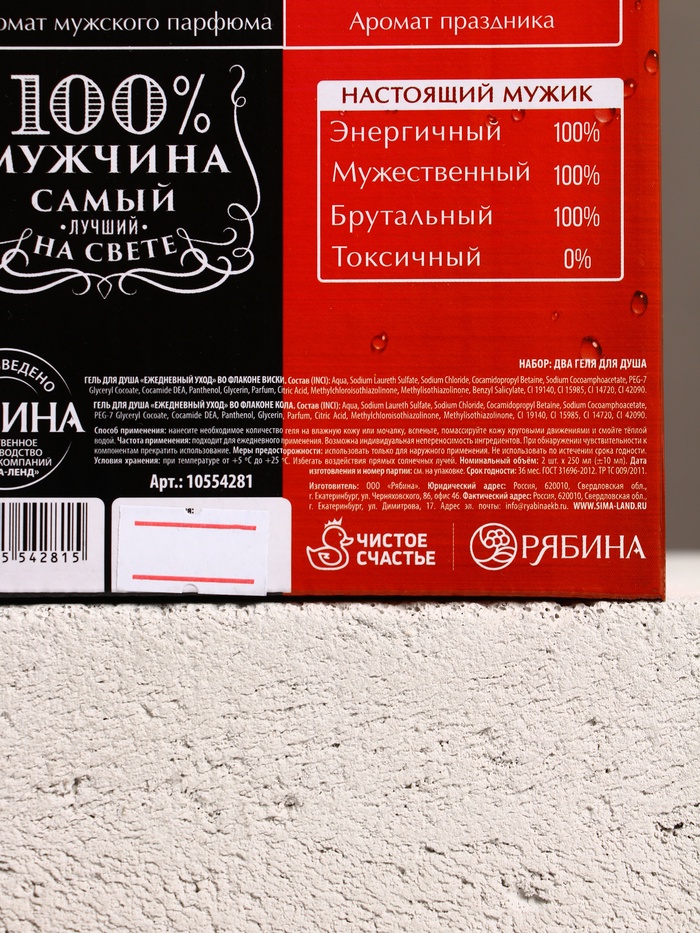 омат мужского парфюма
Аромат праздника
100%
МУЖЧИНА
САМЫЙ
•ЛУЧШИЙ•
НА СВЕТЕ
НАСТОЯЩИЙ МУЖИК
Энергичный 100%
Мужественный 100%
Брутальный 100%
Токсичный 0%
НАБОР: ДВА ГЕЛЯ ДЛЯ ДУША
ГЕЛЬ ДЛЯ ДУША «ЕЖЕДНЕВНЫЙ УХОД» ВО ФЛАКОНЕ ВИСКИ. Состав (INCI): Aqua, Sodium Laureth Sulfate, Sodium Chloride, Cocamidopropyl Betaine, Sodium Cocoamphoacetate, PEG-7
Glyceryl Cocoate, Cocamide DEA, Panthenol, Glycerin, Parfum, Citric Acid, Methylchloroisothiazolinone, Methylisothiazolinone, Benzyl Salicylate, CI 19140, CI 15985, CI 14720, CI 42090.
ГЕЛЬ ДЛЯ ДУША «ЕЖЕДНЕВНЫЙ УХОД» ВО ФЛАКОНЕ КОЛА. Состав (INCI): Aqua, Sodium Laureth Sulfate, Sodium Chloride, Cocamidopropyl Betaine, Sodium Cocoamphoacetate,
PEG-7 Glyceryl Cocoate, Cocamide DEA, Panthenol, Glycerin, Parfum, Citric Acid, Methylchloroisothiazolinone, Methylisothiazolinone, CI 19140, CI 15985, CI 14720, CI 42090.
Способ применения: нанесите необходимое количество геля на влажную кожу или мочалку, вспеньте, помассируйте кожу круговыми движениями и смойте тёплой
водой. Частота применения: подходит для ежедневного применения. Возможна индивидуальная непереносимость ингредиентов. При обнаружении чувствительности к
компонентам прекратить использование. Меры предосторожности: использовать только для наружного применения. Не использовать по истечении срока годности.
Условия хранения: при температуре от +5 °C до +25 °C. Избегать воздействия прямых солнечных лучей. Номинальный объём: 2 шт. х 250 мл (±10 мл). Дата
изготовления и номер партии: см. на упаковке. Срок годности: 36 мес. ГОСТ 31696-2012. ТР ТС 009/2011.
Изготовитель: ООО «Рябина». Юридический адрес: Россия, 620010, Свердловская обл.,
г. Екатеринбург, ул. Черняховского, 86, офис 46. Фактический адрес: Россия, 620010, Свердловская обл.,
г. Екатеринбург, ул. Димитрова, 17. Адрес эл. почты: info@ryabinaekb.ru. WWW.SIMA-LAND.RU
ВЕДЕНО
ИНА
ТВЕННОЕ
ВОДСТВО
КОМПАНИЙ
А-ЛЕНД»
Арт.: 10554281
5 542815
ЧИСТОЕ
СЧАСТЬЕ
РЯБИНА